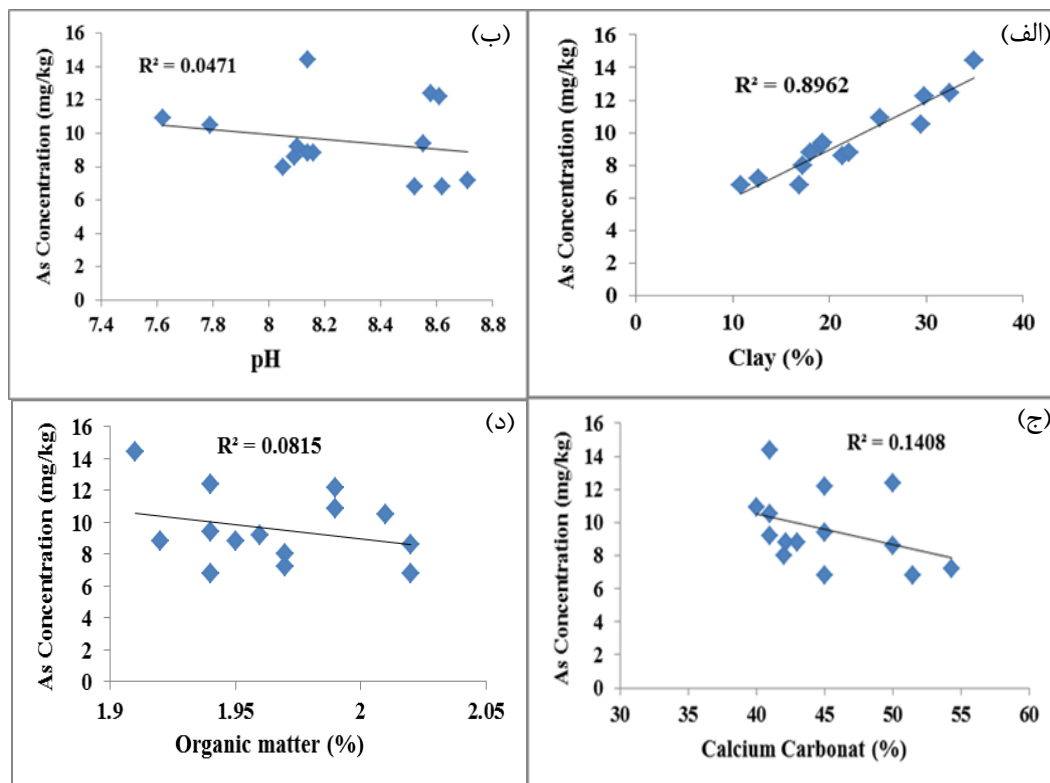 (ب)
R² = 0.0471
As Concentration (mg/kg)
16
14
12
10
8
6
4
2
0
7.4 7.6 7.8 8 8.2 8.4 8.6 8.8
pH
(الف)
R² = 0.8962
As Concentration (mg/kg)
16
14
12
10
8
6
4
2
0
0 10 20 30 40
Clay (%)
(د)
R² = 0.0815
As Concentration (mg/kg)
16
14
12
10
8
6
4
2
0
1.9 1.95 2 2.05
Organic matter (%)
(ج)
R² = 0.1408
As Concentration (mg/kg)
16
14
12
10
8
6
4
2
0
30 35 40 45 50 55 60
Calcium Carbonat (%)